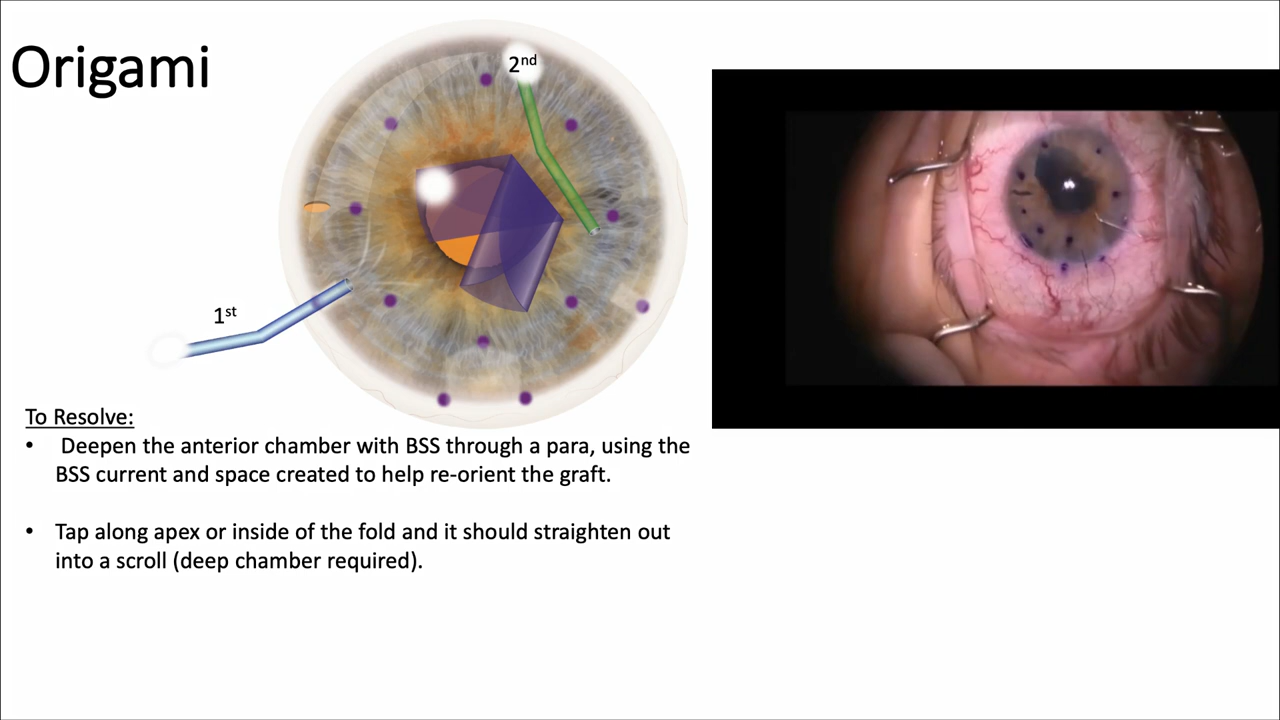 Origami
2nd
1st
To Resolve:
• Deepen the anterior chamber with BSS through a para, using the
BSS current and space created to help re-orient the graft.
• Tap along apex or inside of the fold and it should straighten out
into a scroll (deep chamber required).